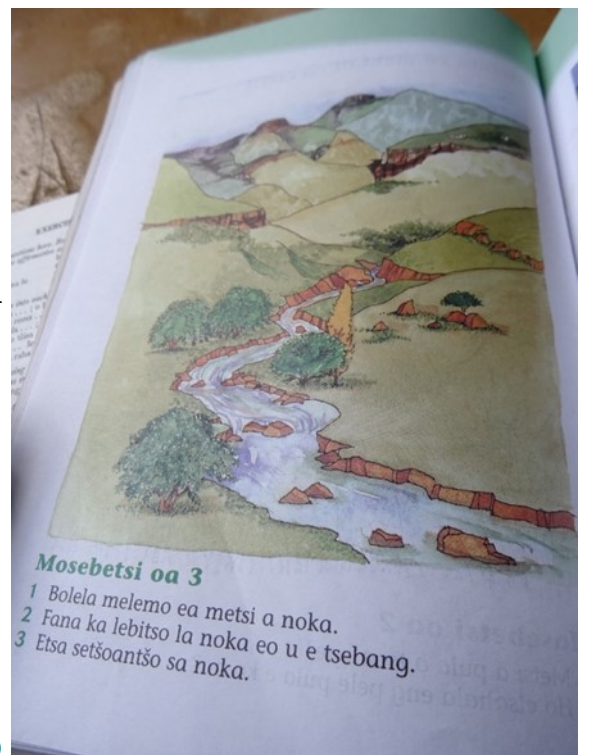 Mosebetsi oa 3
1 Bolela melemo ea metsi a noka.
2 Fana ka lebitso la noka eo u e tsebang.
3 Etsa setšoantšo sa noka.